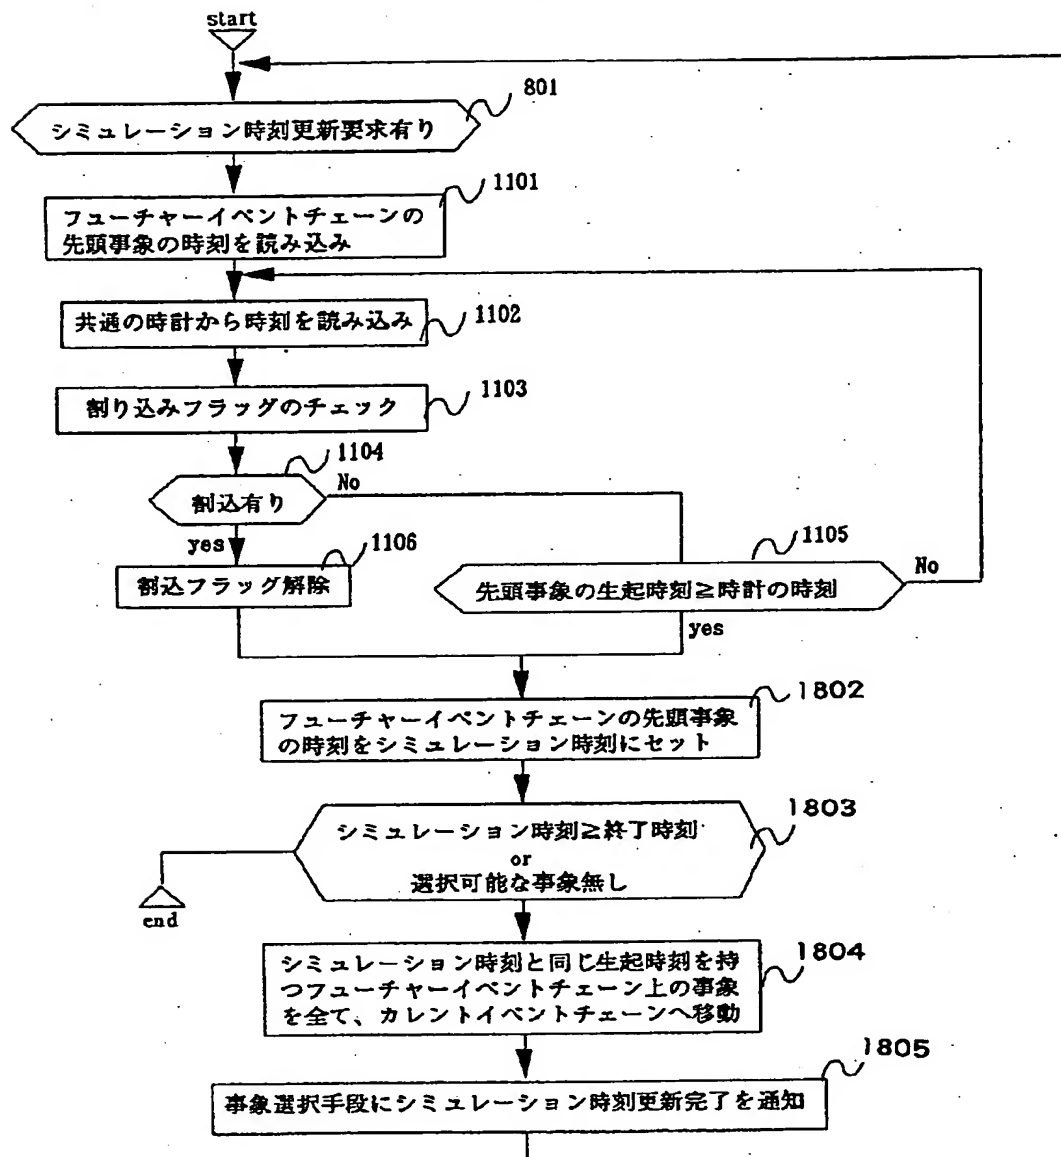 start
801
シミュレーション時刻更新要求有り
1101
フューチャーイベントチェーンの
先頭事象の時刻を読み込み
共通の時計から時刻を読み込み
1102
割り込みフラッグのチェック
1103
1104
割込有り
No
yes
1106
割込フラッグ解除
1105
先頭事象の生起時刻≧時計の時刻
No
yes
1802
フューチャーイベントチェーンの先頭事象
の時刻をシミュレーション時刻にセット
1803
シミュレーション時刻≧終了時刻
or
選択可能な事象無し
end
1804
シミュレーション時刻と同じ生起時刻を持
つフューチャーイベントチェーン上の事象
を全て、カレントイベントチェーンへ移動
1805
事象選択手段にシミュレーション時刻更新完了を通知